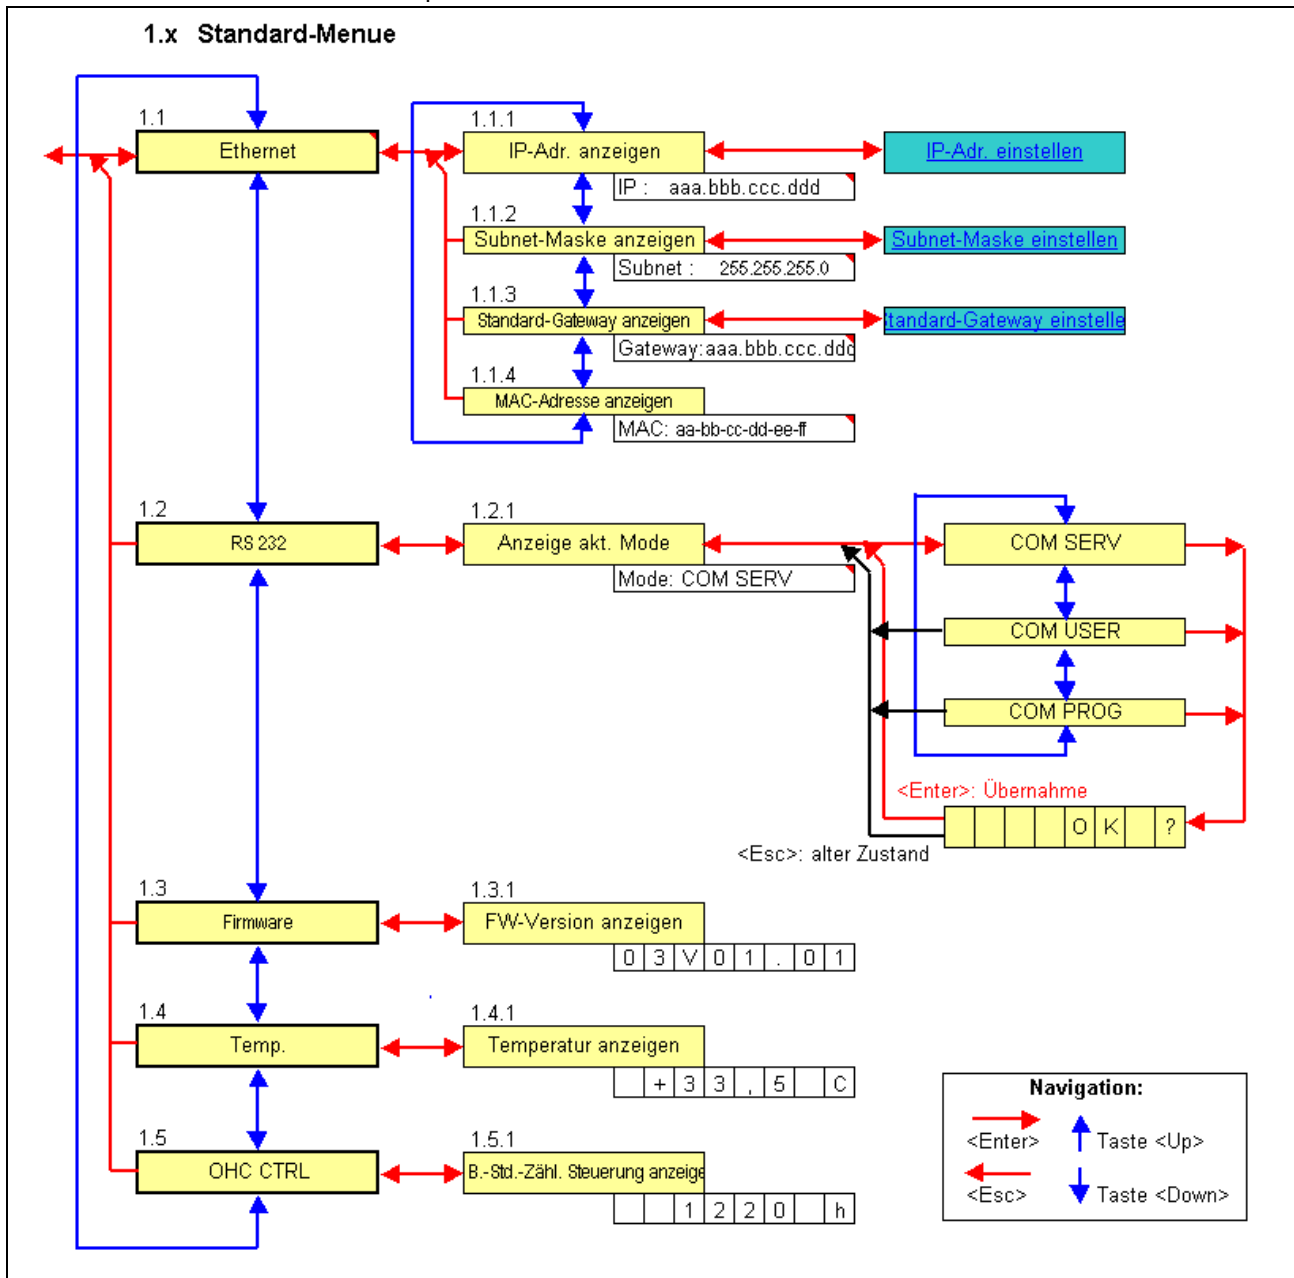 1.x Standard-Menue
1.1
Ethernet
1.1.1
IP-Adr. anzeigen
IP-Adr. einstellen
IP : aaa.bbb.ccc.ddd
1.1.2
Subnet-Maske anzeigen
Subnet-Maske einstellen
Subnet : 255.255.255.0
1.1.3
Standard-Gateway anzeigen
tandard-Gateway einstelle
Gateway:aaa.bbb.ccc.ddd
1.1.4
MAC-Adresse anzeigen
MAC: aa-bb-cc-dd-ee-ff
1.2
RS 232
1.2.1
Anzeige akt. Mode
Mode: COM SERV
COM SERV
COM USER
COM PROG
<Enter>: Übernahme
O K ?
<Esc>: alter Zustand
1.3
Firmware
1.3.1
FW-Version anzeigen
0 3 V 0 1 . 0 1
1.4
Temp.
1.4.1
Temperatur anzeigen
+ 3 3 , 5 C
1.5
OHC CTRL
1.5.1
B.-Std.-Zähl. Steuerung anzeige
1 2 2 0 h
Navigation:
<Enter> Taste <Up>
<Esc> Taste <Down>